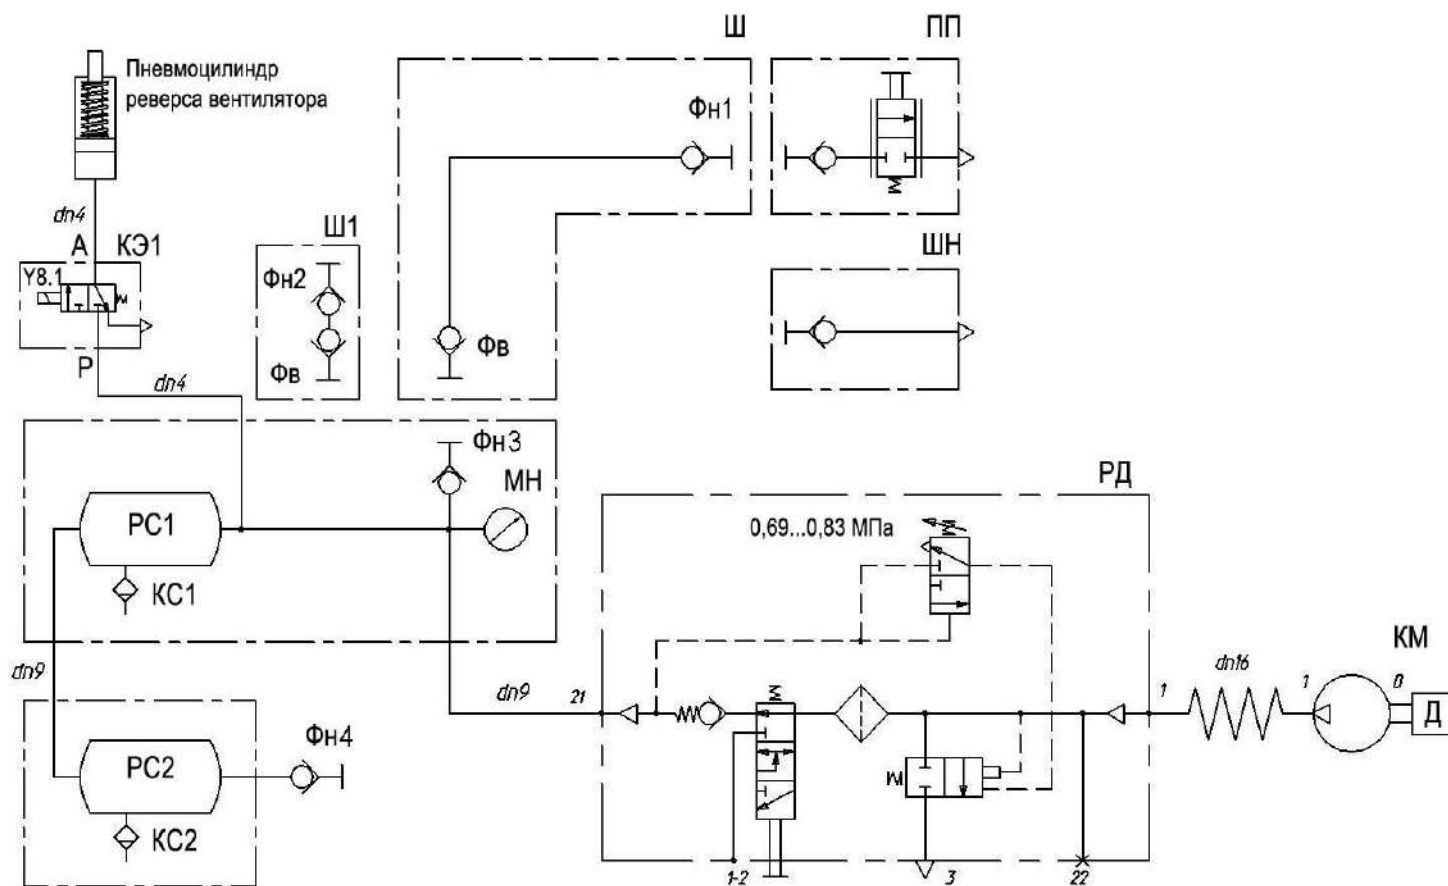 Ш
ПП
Пневмоцилиндр
реверса вентилятора
Фн1
dn4
А
КЭ1
Ш1
ШН
Y8.1
Фн2
Фв
Фв
Р
dn4
Фн3
МН
РД
РС1
0,69...0,83 МПа
КС1
КМ
dn9
dn9
21
1
dn16
1
0
Д
РС2
Фн4
КС2
1-2
3
22